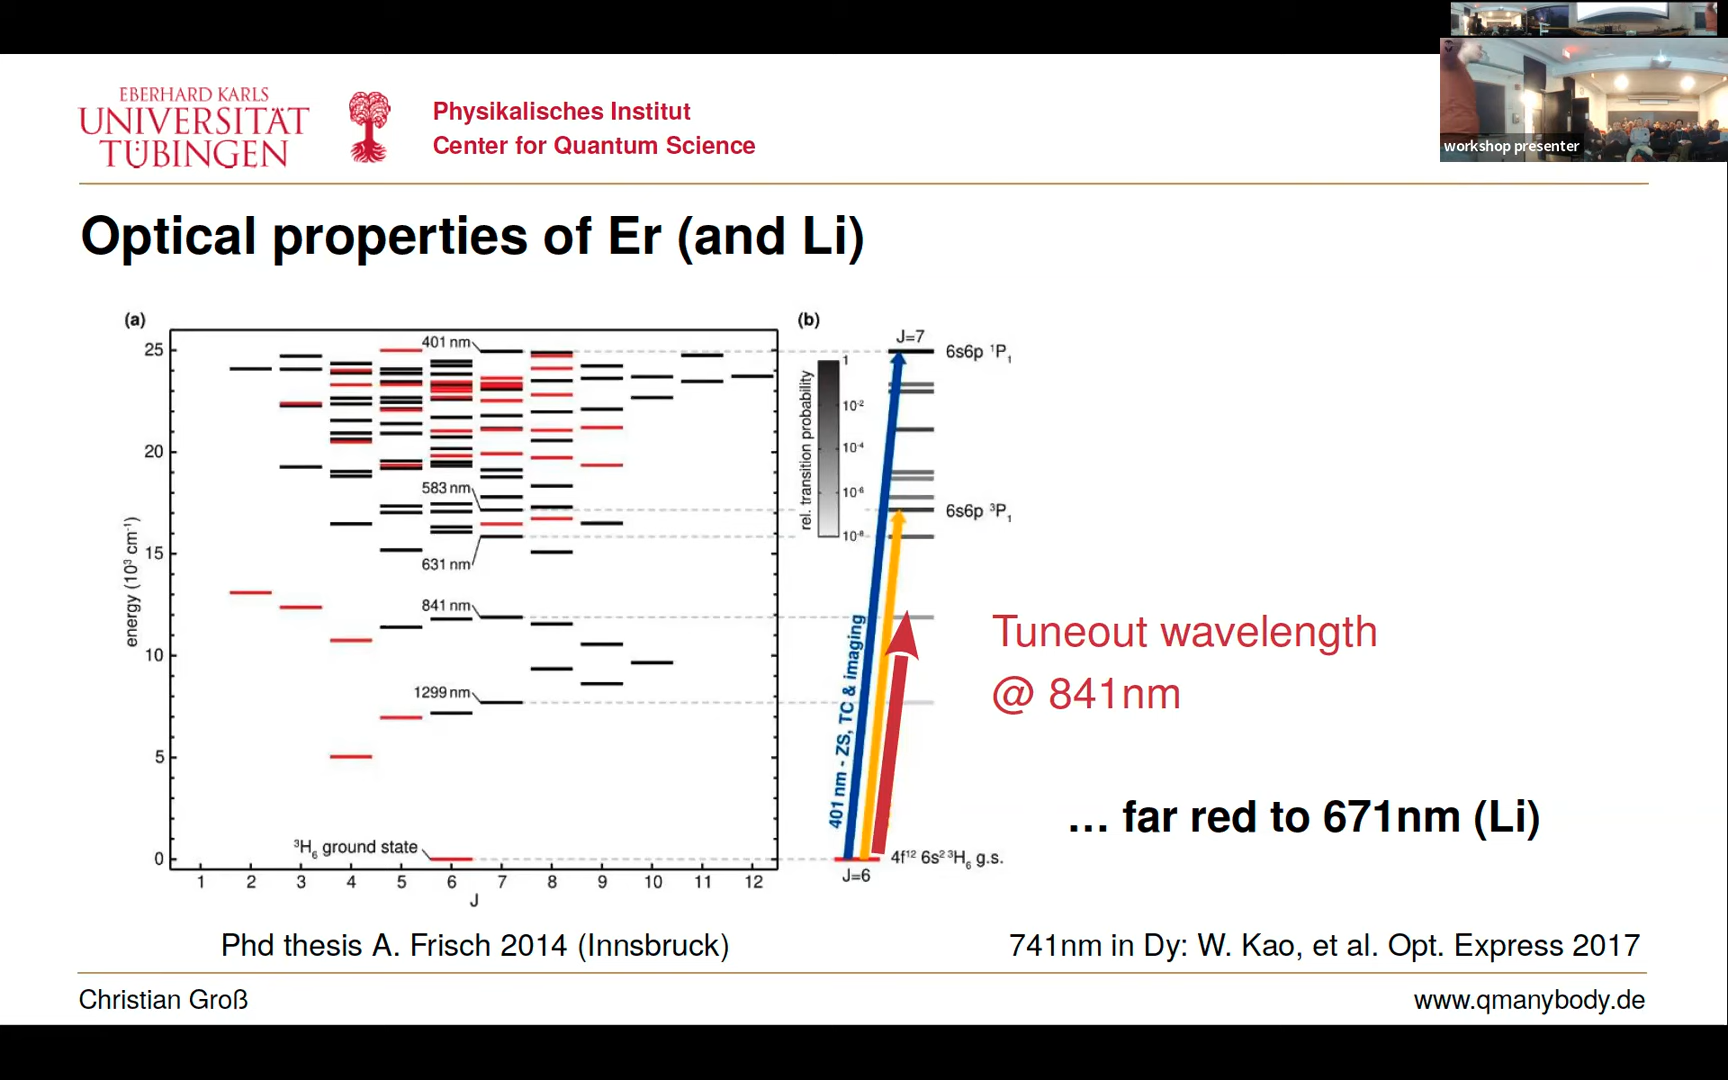 workshop presenter
EBERHARD KARLS
UNIVERSITÄT
TÜBINGEN
Physikalisches Institut
Center for Quantum Science
Optical properties of Er (and Li)
(a)
25
20
15
10
5
0
energy (10³ cm⁻¹)
401 nm
583 nm
631 nm
841 nm
1299 nm
³H₆ ground state
1 2 3 4 5 6 7 8 9 10 11 12
J
(b)
rel. transition probability
1
10⁻²
10⁻⁴
10⁻⁶
10⁻⁸
J=7
6s6p ¹P₁
6s6p ³P₁
401 nm - ZS, TC & imaging
4f¹² 6s² ³H₆ g.s.
J=6
Tuneout wavelength
@ 841nm
... far red to 671nm (Li)
Phd thesis A. Frisch 2014 (Innsbruck)
741nm in Dy: W. Kao, et al. Opt. Express 2017
Christian Groß
www.qmanybody.de